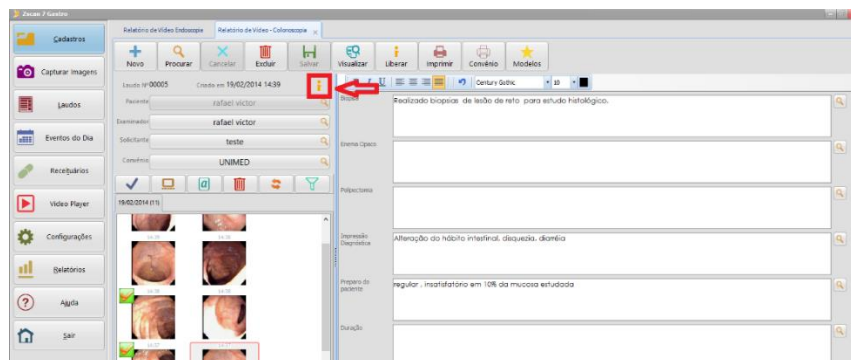 Zscan 7 Gastro
Relatório de Vídeo Endoscopia
Relatório de Vídeo - Colonoscopia
Cadastros
Capturar Imagens
Laudos
Eventos do Dia
Receituários
Video Player
Configurações
Relatórios
Ajuda
Sair
Novo
Procurar
Cancelar
Excluir
Salvar
Visualizar
Liberar
Imprimir
Convênio
Modelos
Laudo Nº 00005
Criado em 19/02/2014 14:39
Century Gothic
10
Paciente
rafael victor
Examinador
rafael victor
Solicitante
teste
Convênio
UNIMED
19/02/2014 (11)
14:38
14:37
Biópsia
Realizado biopsias de lesão de reto para estudo histológico.
Enema Opaco
Polipectomia
Impressão Diagnóstica
Alteração do hábito intestinal, disquezia, diarréia
Preparo do paciente
regular , insatisfatório em 10% da mucosa estudada
Duração